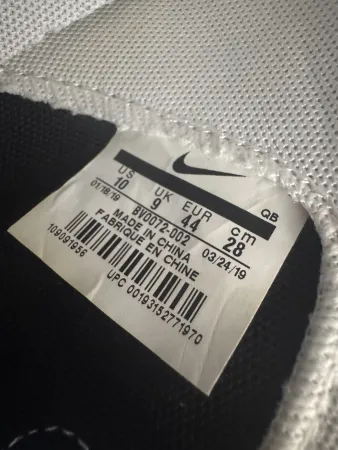 US UK EUR cm QB
10 9 44 28
01.18.19 BV0072-002 03/24/19
MADE IN CHINA
FABRIQUE EN CHINE
109091956
UPC 00193152771970